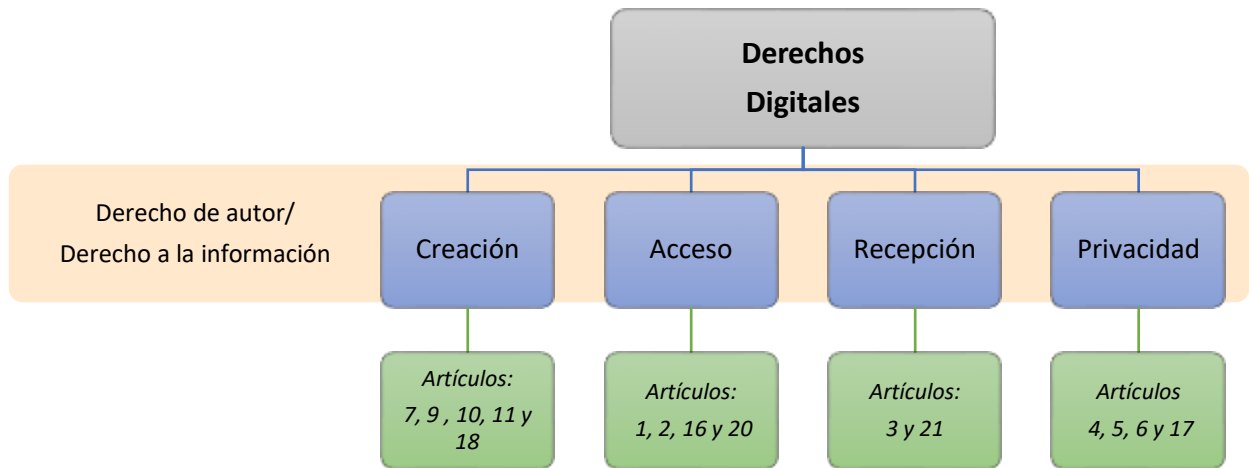 Derechos
Digitales
Derecho de autor/
Derecho a la información
Creación
Acceso
Recepción
Privacidad
Artículos:
7, 9 , 10, 11 y
18
Artículos:
1, 2, 16 y 20
Artículos:
3 y 21
Artículos
4, 5, 6 y 17